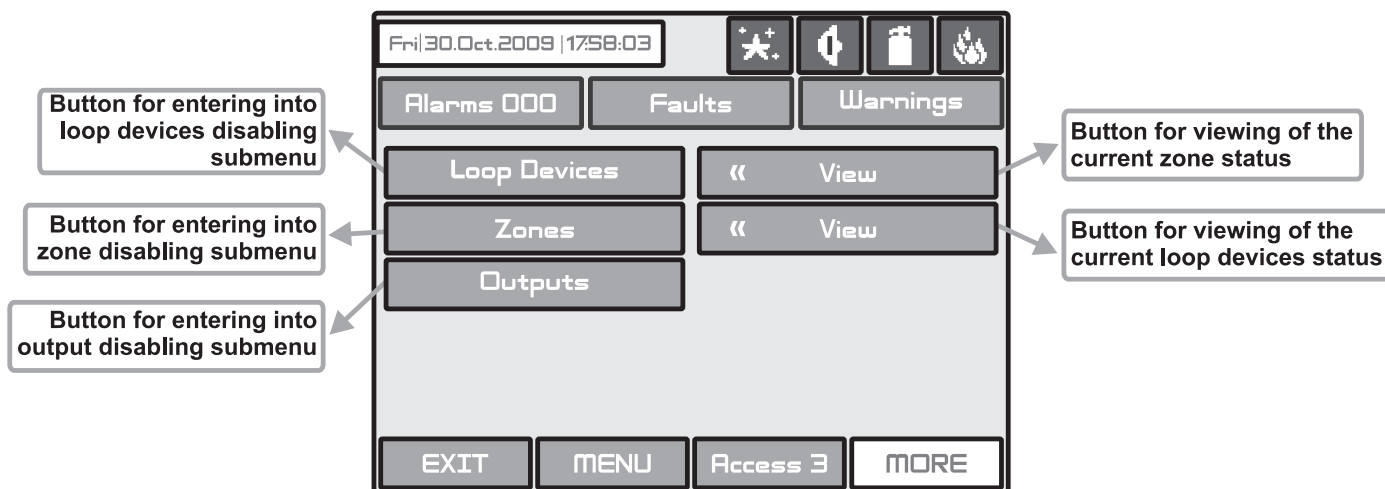 Fri|30.Oct.2009 |17:58:03
Alarms 000
Faults
Warnings
Button for entering into
loop devices disabling
submenu
Loop Devices
« View
Button for viewing of the
current zone status
Button for entering into
zone disabling submenu
Zones
« View
Button for viewing of the
current loop devices status
Outputs
Button for entering into
output disabling submenu
EXIT
MENU
Access 3
MORE